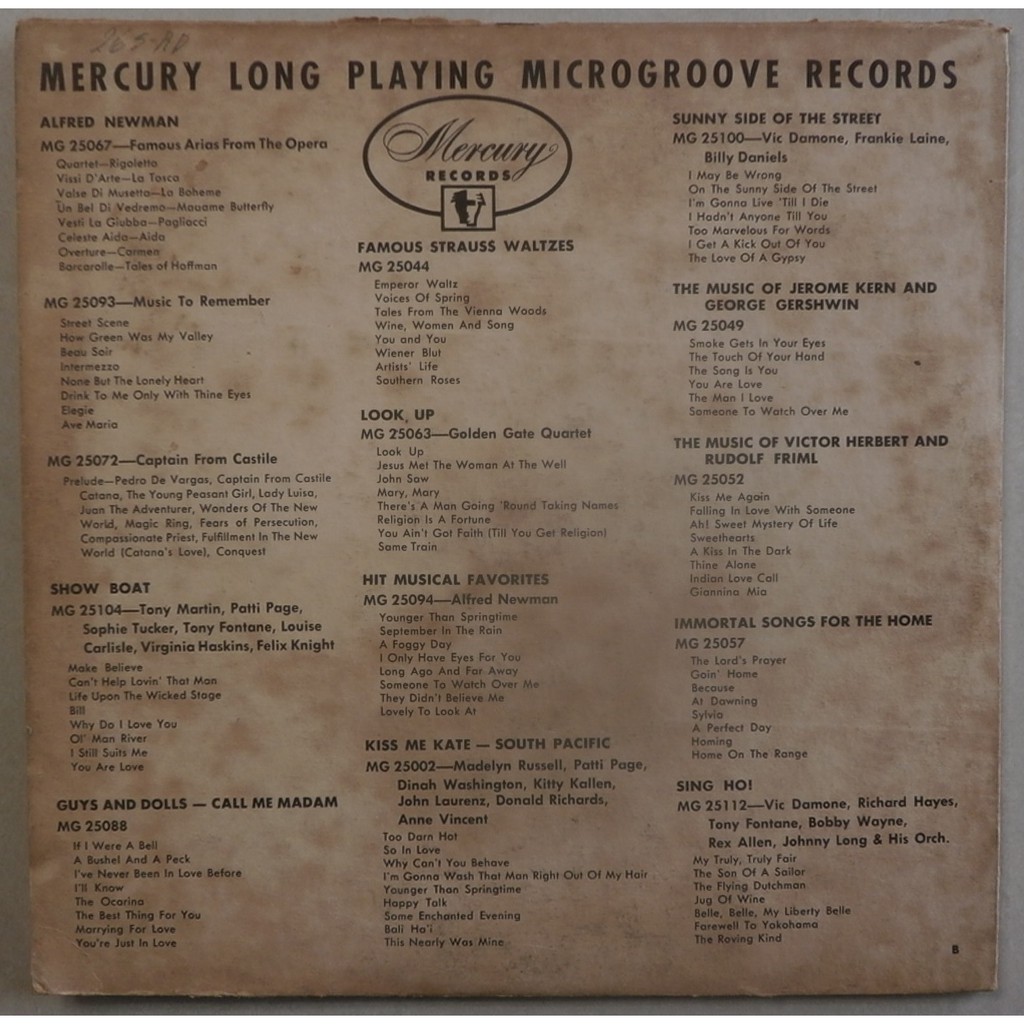 265-RD
MERCURY LONG PLAYING MICROGROOVE RECORDS
ALFRED NEWMAN
MG 25067—Famous Arias From The Opera
Quartet—Rigoletto
Vissi D'Arte—La Tosca
Valse Di Musetta—La Boheme
Un Bel Di Vedremo—Madame Butterfly
Vesti La Giubba—Pagliacci
Celeste Aida—Aida
Overture—Carmen
Barcarolle—Tales of Hoffman
MG 25093—Music To Remember
Street Scene
How Green Was My Valley
Beau Soir
Intermezzo
None But The Lonely Heart
Drink To Me Only With Thine Eyes
Elegie
Ave Maria
MG 25072—Captain From Castile
Prelude—Pedro De Vargas, Captain From Castile
Catana, The Young Peasant Girl, Lady Luisa,
Juan The Adventurer, Wonders Of The New
World, Magic Ring, Fears of Persecution,
Compassionate Priest, Fulfillment In The New
World (Catana's Love), Conquest
SHOW BOAT
MG 25104—Tony Martin, Patti Page,
Sophie Tucker, Tony Fontane, Louise
Carlisle, Virginia Haskins, Felix Knight
Make Believe
Can't Help Lovin' That Man
Life Upon The Wicked Stage
Bill
Why Do I Love You
Ol' Man River
I Still Suits Me
You Are Love
GUYS AND DOLLS — CALL ME MADAM
MG 25088
If I Were A Bell
A Bushel And A Peck
I've Never Been In Love Before
I'll Know
The Ocarina
The Best Thing For You
Marrying For Love
You're Just In Love
Mercury
RECORDS
FAMOUS STRAUSS WALTZES
MG 25044
Emperor Waltz
Voices Of Spring
Tales From The Vienna Woods
Wine, Women And Song
You and You
Wiener Blut
Artists' Life
Southern Roses
LOOK UP
MG 25063—Golden Gate Quartet
Look Up
Jesus Met The Woman At The Well
John Saw
Mary, Mary
There's A Man Going 'Round Taking Names
Religion Is A Fortune
You Ain't Got Faith (Till You Get Religion)
Same Train
HIT MUSICAL FAVORITES
MG 25094—Alfred Newman
Younger Than Springtime
September In The Rain
A Foggy Day
I Only Have Eyes For You
Long Ago And Far Away
Someone To Watch Over Me
They Didn't Believe Me
Lovely To Look At
KISS ME KATE — SOUTH PACIFIC
MG 25002—Madelyn Russell, Patti Page,
Dinah Washington, Kitty Kallen,
John Laurenz, Donald Richards,
Anne Vincent
Too Darn Hot
So In Love
Why Can't You Behave
I'm Gonna Wash That Man Right Out Of My Hair
Younger Than Springtime
Happy Talk
Some Enchanted Evening
Bali Ha'i
This Nearly Was Mine
SUNNY SIDE OF THE STREET
MG 25100—Vic Damone, Frankie Laine,
Billy Daniels
I May Be Wrong
On The Sunny Side Of The Street
I'm Gonna Live 'Till I Die
I Hadn't Anyone Till You
Too Marvelous For Words
I Get A Kick Out Of You
The Love Of A Gypsy
THE MUSIC OF JEROME KERN AND
GEORGE GERSHWIN
MG 25049
Smoke Gets In Your Eyes
The Touch Of Your Hand
The Song Is You
You Are Love
The Man I Love
Someone To Watch Over Me
THE MUSIC OF VICTOR HERBERT AND
RUDOLF FRIML
MG 25052
Kiss Me Again
Falling In Love With Someone
Ah! Sweet Mystery Of Life
Sweethearts
A Kiss In The Dark
Thine Alone
Indian Love Call
Giannina Mia
IMMORTAL SONGS FOR THE HOME
MG 25057
The Lord's Prayer
Goin' Home
Because
At Dawning
Sylvia
A Perfect Day
Homing
Home On The Range
SING HO!
MG 25112—Vic Damone, Richard Hayes,
Tony Fontane, Bobby Wayne,
Rex Allen, Johnny Long & His Orch.
My Truly, Truly Fair
The Son Of A Sailor
The Flying Dutchman
Jug Of Wine
Belle, Belle, My Liberty Belle
Farewell To Yokohama
The Roving Kind
B